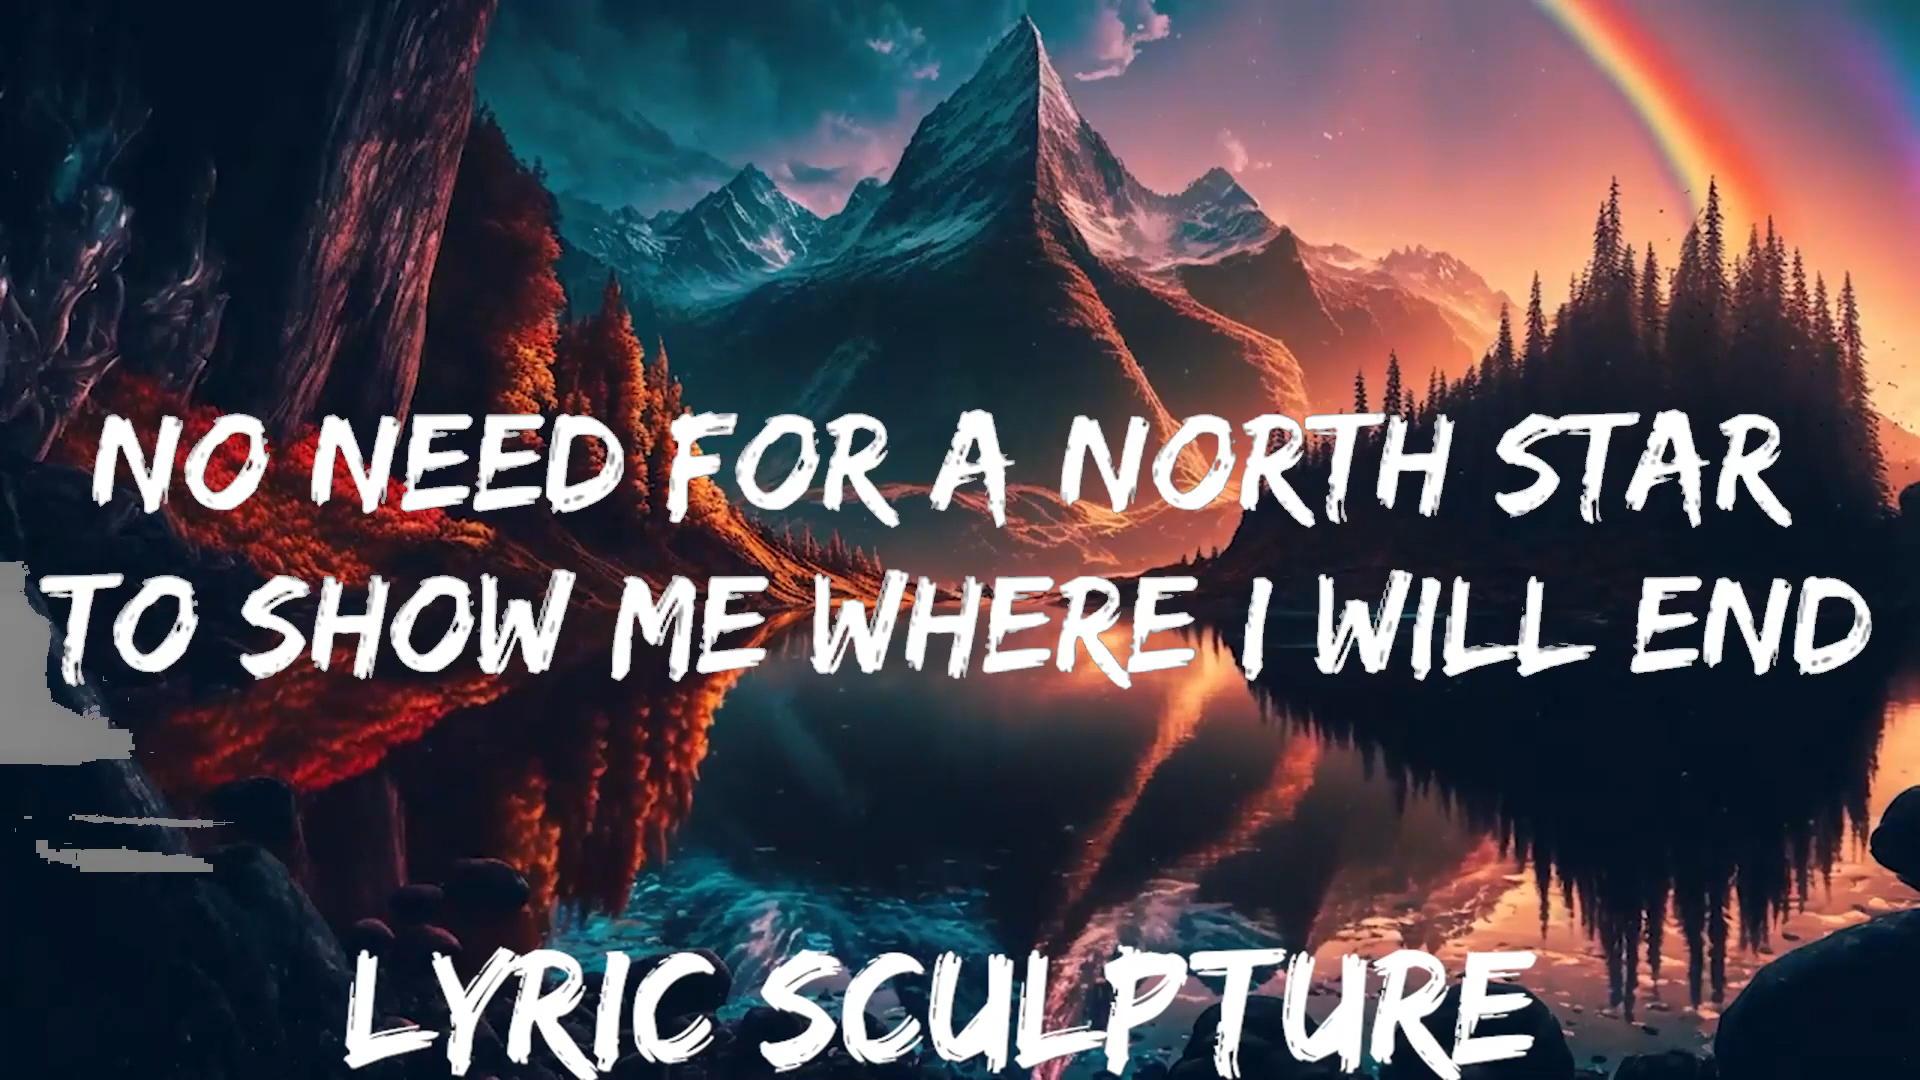 NO NEED FOR A NORTH STAR
TO SHOW ME WHERE I WILL END
LYRIC SCULPTURE